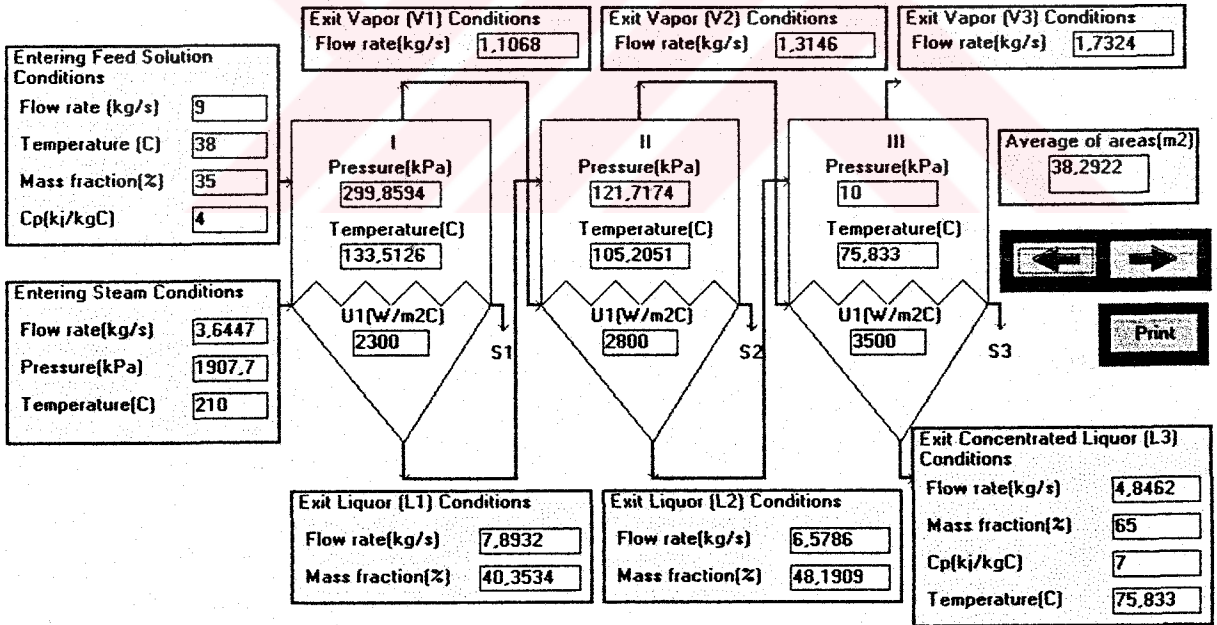 Exit Vapor (V1) Conditions
Flow rate(kg/s) 1,1068
Exit Vapor (V2) Conditions
Flow rate(kg/s) 1,3146
Exit Vapor (V3) Conditions
Flow rate(kg/s) 1,7324
Entering Feed Solution
Conditions
Flow rate (kg/s) 9
Temperature (C) 38
Mass fraction(%) 35
Cp(kj/kgC) 4
Entering Steam Conditions
Flow rate(kg/s) 3,6447
Pressure(kPa) 1907,7
Temperature(C) 210
I
Pressure(kPa)
299,8594
Temperature(C)
133,5126
U1(W/m2C)
2300
S1
II
Pressure(kPa)
121,7174
Temperature(C)
105,2051
U1(W/m2C)
2800
S2
III
Pressure(kPa)
10
Temperature(C)
75,833
U1(W/m2C)
3500
S3
Average of areas(m2)
38,2922
Print
Exit Liquor (L1) Conditions
Flow rate(kg/s) 7,8932
Mass fraction(%) 40,3534
Exit Liquor (L2) Conditions
Flow rate(kg/s) 6,5786
Mass fraction(%) 48,1909
Exit Concentrated Liquor (L3)
Conditions
Flow rate(kg/s) 4,8462
Mass fraction(%) 65
Cp(kj/kgC) 7
Temperature(C) 75,833